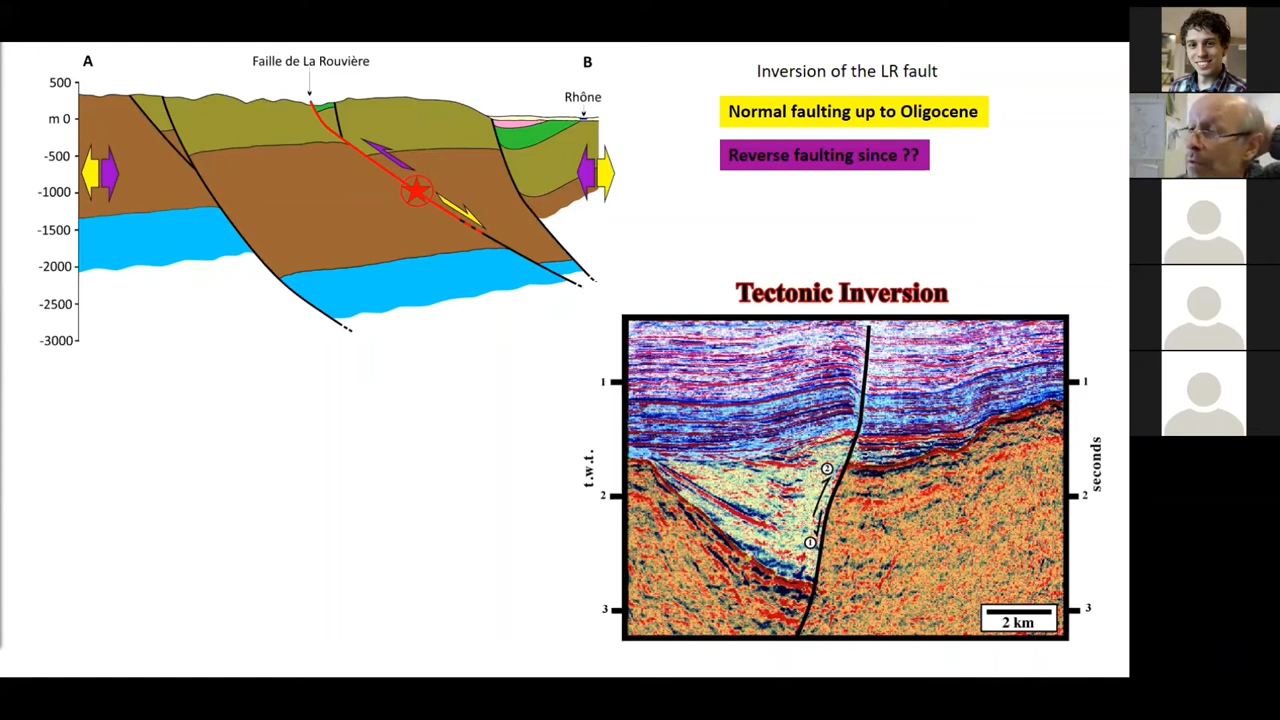 A
Faille de La Rouvière
B
Rhône
500
m 0
-500
-1000
-1500
-2000
-2500
-3000
Inversion of the LR fault
Normal faulting up to Oligocene
Reverse faulting since ??
Tectonic Inversion
1
2
3
t.w.t.
2
1
1
2
3
seconds
2 km